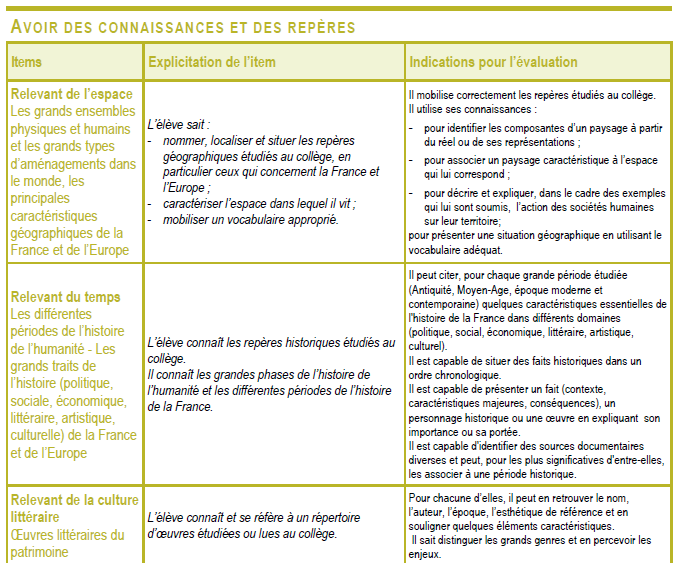 AVOIR DES CONNAISSANCES ET DES REPÈRES
Items
Explicitation de l'item
Indications pour l'évaluation
Relevant de l'espace
Les grands ensembles
physiques et humains
et les grands types
d'aménagements dans
le monde, les
principales
caractéristiques
géographiques de la
France et de l'Europe
L'élève sait :
- nommer, localiser et situer les repères
géographiques étudiés au collège, en
particulier ceux qui concernent la France et
l'Europe ;
- caractériser l'espace dans lequel il vit ;
- mobiliser un vocabulaire approprié.
Il mobilise correctement les repères étudiés au collège.
Il utilise ses connaissances :
- pour identifier les composantes d'un paysage à partir
du réel ou de ses représentations ;
- pour associer un paysage caractéristique à l'espace
qui lui correspond ;
- pour décrire et expliquer, dans le cadre des exemples
qui lui sont soumis, l'action des sociétés humaines
sur leur territoire;
pour présenter une situation géographique en utilisant le
vocabulaire adéquat.
Relevant du temps
Les différentes
périodes de l'histoire
de l'humanité - Les
grands traits de
l'histoire (politique,
sociale, économique,
littéraire, artistique,
culturelle) de la France
et de l'Europe
L'élève connaît les repères historiques étudiés au
collège.
Il connaît les grandes phases de l'histoire de
l'humanité et les différentes périodes de l'histoire
de la France.
Il peut citer, pour chaque grande période étudiée
(Antiquité, Moyen-Age, époque moderne et
contemporaine) quelques caractéristiques essentielles de
l'histoire de la France dans différents domaines
(politique, social, économique, littéraire, artistique,
culturel).
Il est capable de situer des faits historiques dans un
ordre chronologique.
Il est capable de présenter un fait (contexte,
caractéristiques majeures, conséquences), un
personnage historique ou une œuvre en expliquant son
importance ou sa portée.
Il est capable d'identifier des sources documentaires
diverses et peut, pour les plus significatives d'entre-elles,
les associer à une période historique.
Relevant de la culture
littéraire
Œuvres littéraires du
patrimoine
L'élève connaît et se réfère à un répertoire
d'œuvres étudiées ou lues au collège.
Pour chacune d'elles, il peut en retrouver le nom,
l'auteur, l'époque, l'esthétique de référence et en
souligner quelques éléments caractéristiques.
Il sait distinguer les grands genres et en percevoir les
enjeux.